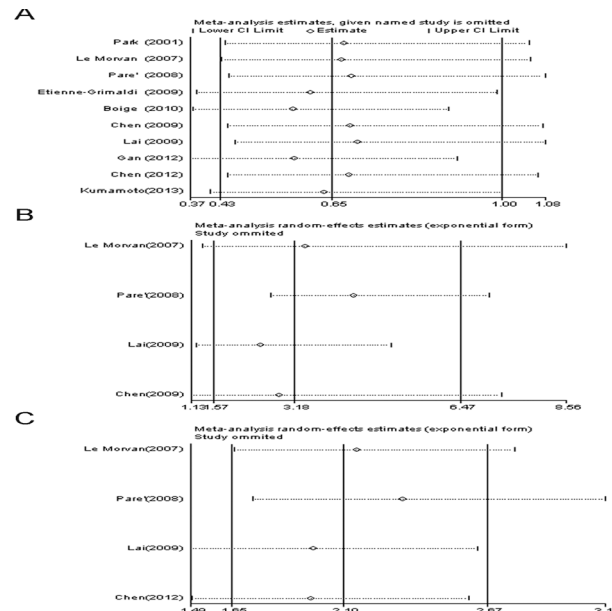 A
Meta-analysis estimates, given named study is omitted
Lower CI Limit Estimate Upper CI Limit
Park (2001)
Le Morvan (2007)
Pare' (2008)
Etienne-Grimaldi (2009)
Boige (2010)
Chen (2009)
Lai (2009)
Gan (2012)
Chen (2012)
Kumamoto(2013)
0.37 0.43 0.65 1.00 1.08
B
Meta-analysis random-effects estimates (exponential form)
Study ommited
Le Morvan(2007)
Pare'(2008)
Lai(2009)
Chen(2009)
1.131.57 3.18 6.47 8.56
C
Meta-analysis random-effects estimates (exponential form)
Study ommited
Le Morvan(2007)
Pare'(2008)
Lai(2009)
Chen(2012)